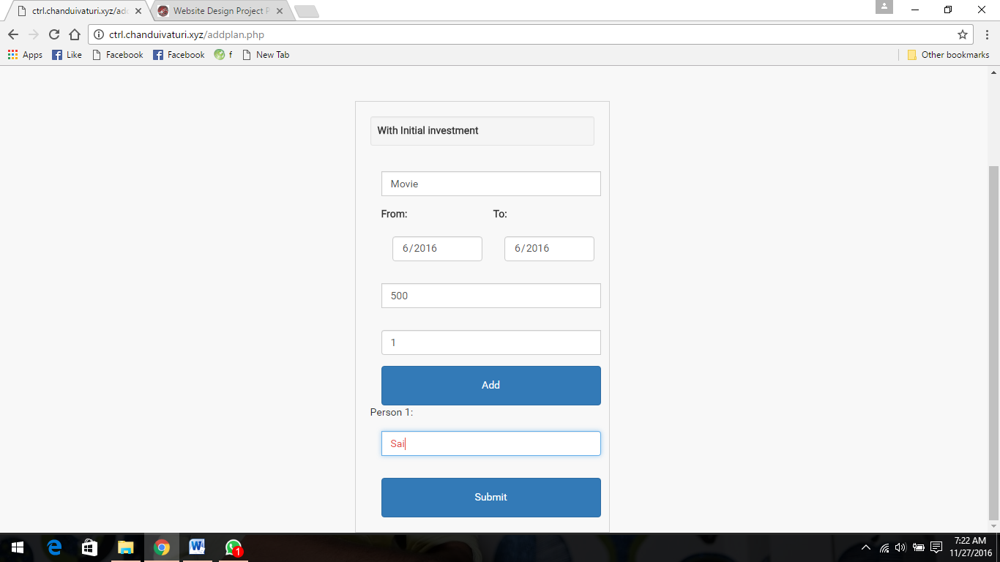 ctrl.chanduivaturi.xyz/ad
Website Design Project P
ctrl.chanduivaturi.xyz/addplan.php
Apps Like Facebook Facebook f New Tab Other bookmarks
With Initial investment
Movie
From: To:
6/2016 6/2016
500
1
Add
Person 1:
Sai
Submit
1
7:22 AM
11/27/2016